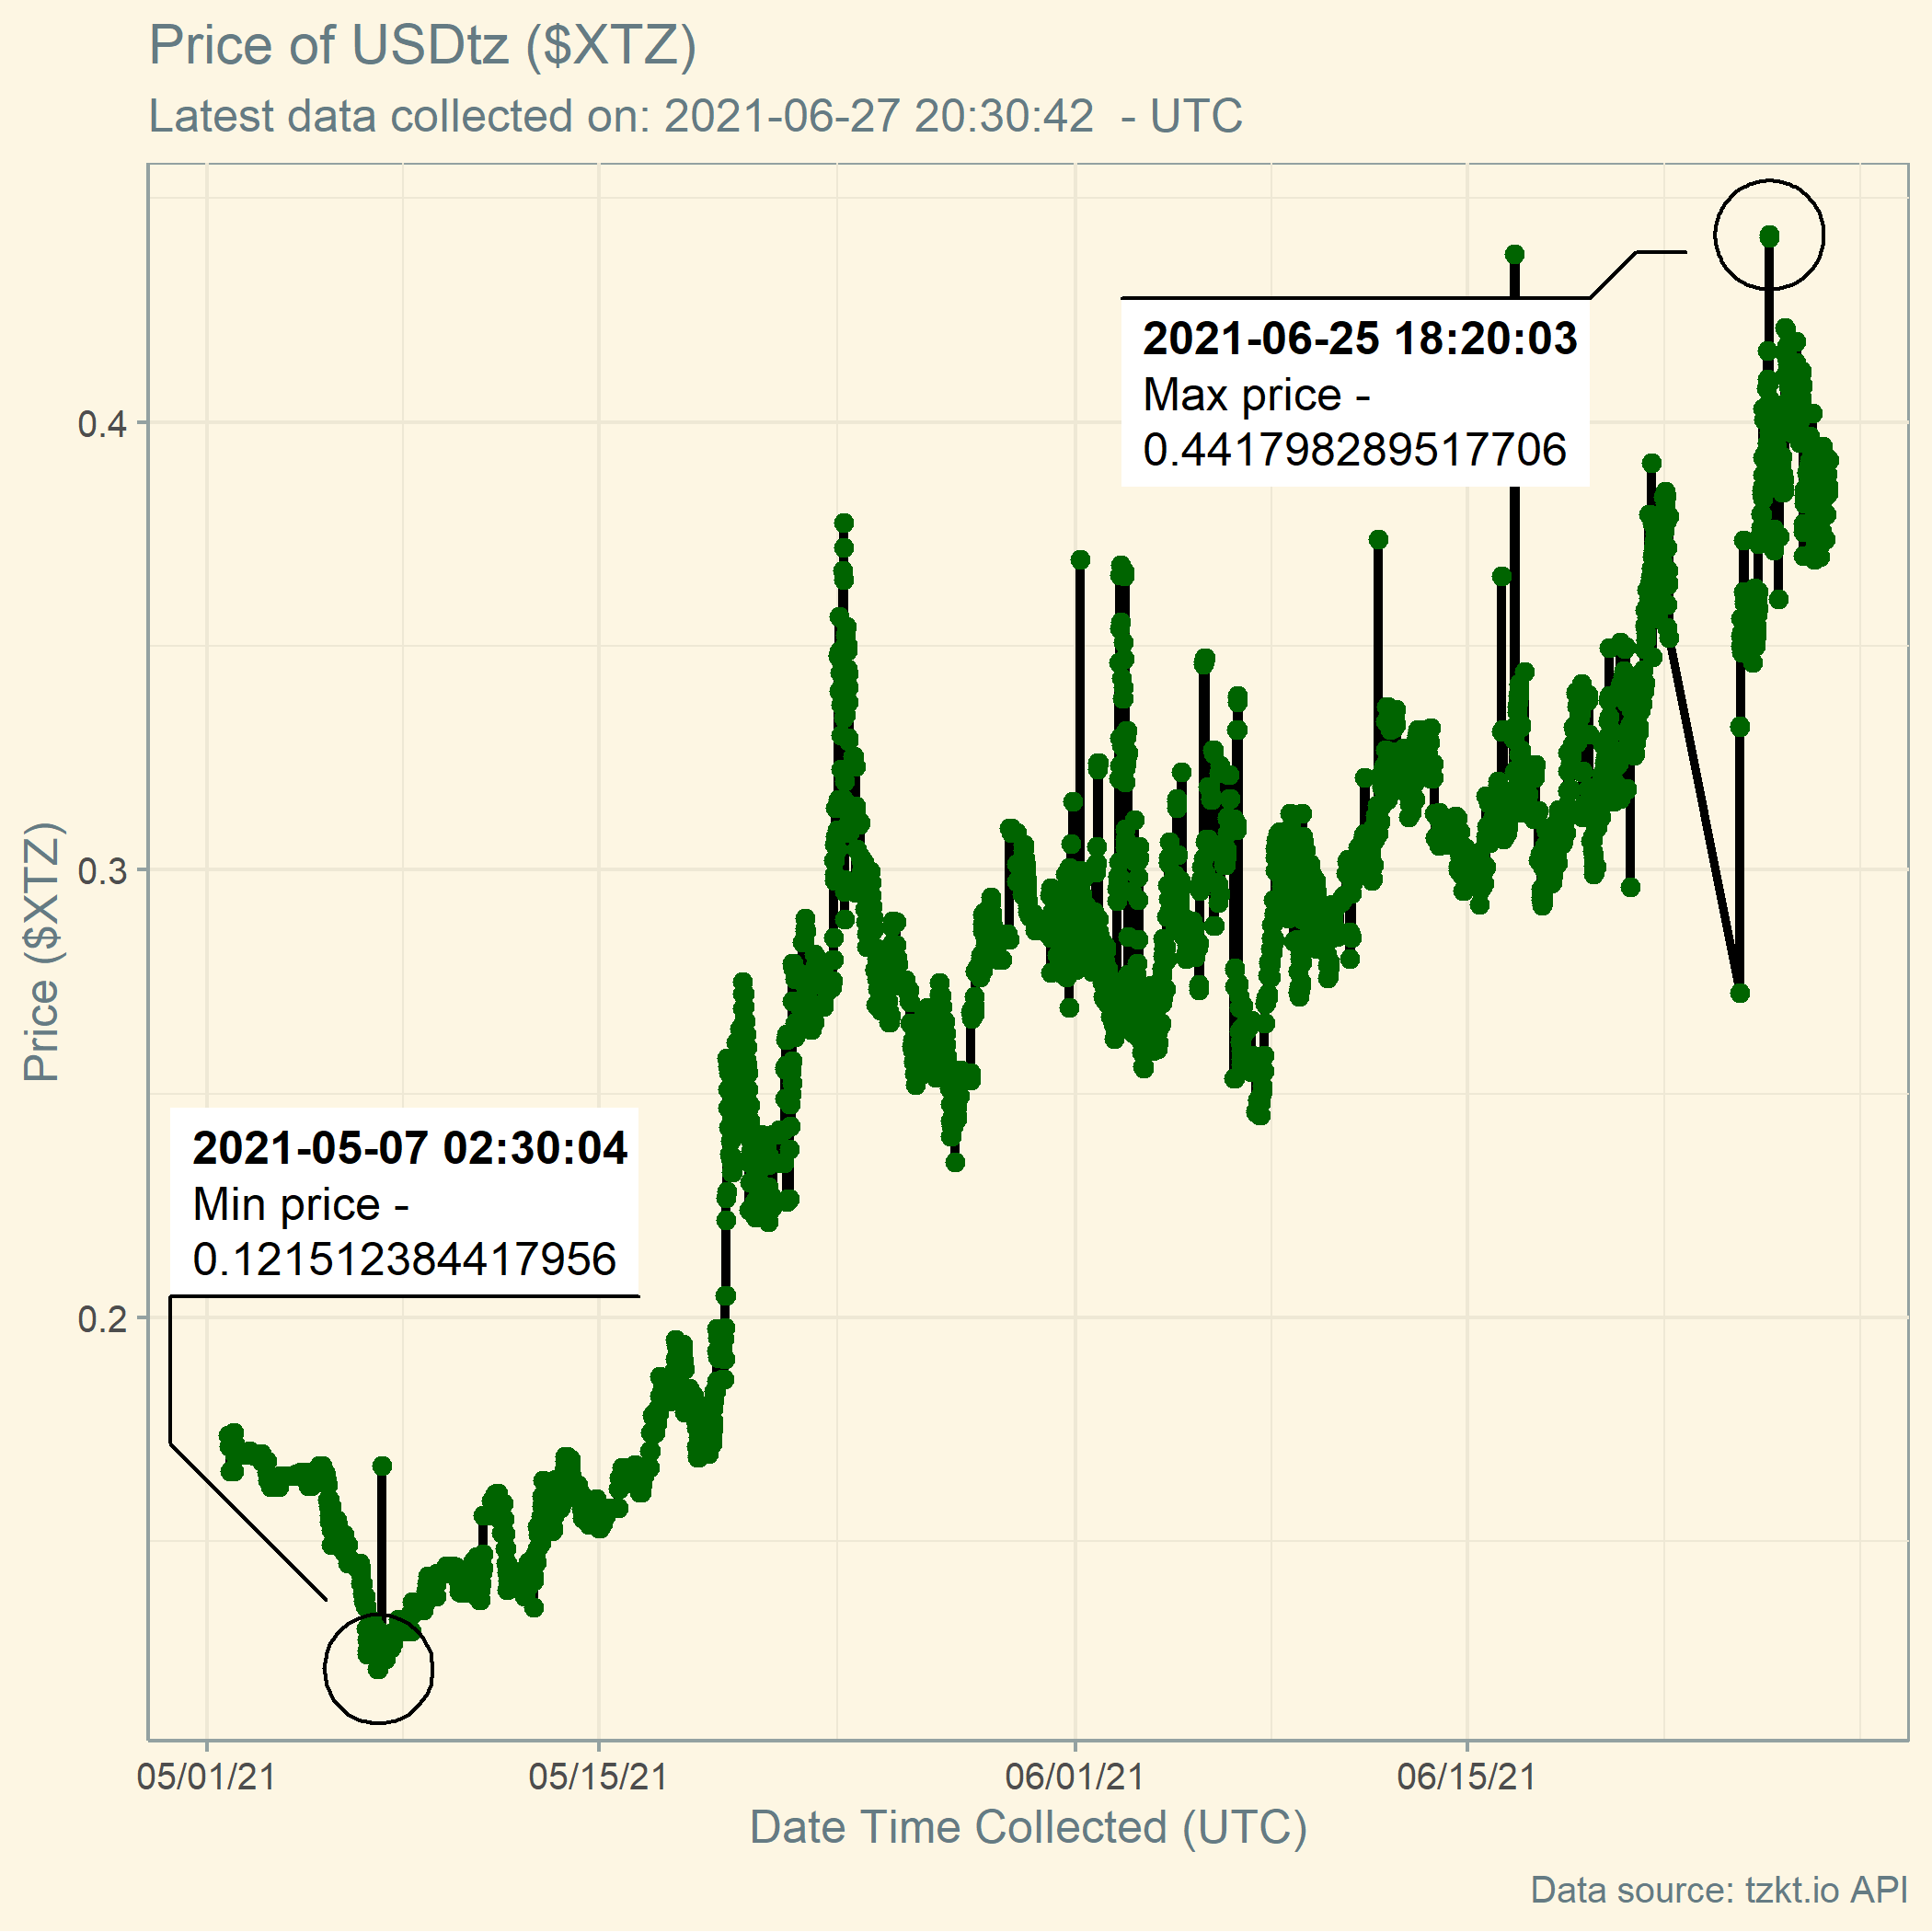 Price of USDtz ($XTZ)
Latest data collected on: 2021-06-27 20:30:42  - UTC
2021-06-25 18:20:03
Max price -
0.441798289517706
0.4
0.3
0.2
Price ($XTZ)
2021-05-07 02:30:04
Min price -
0.121512384417956
05/01/21
05/15/21
06/01/21
06/15/21
Date Time Collected (UTC)
Data source: tzkt.io API